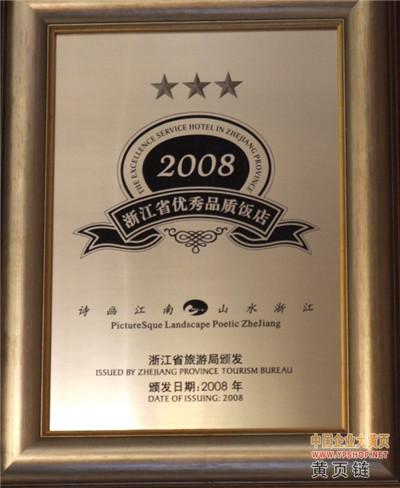 THE EXCELLENCE SERVICE HOTEL IN ZHEJIANG PROVINCE
2008
浙江省优秀品质饭店
诗画江南 山水浙江
PictureSque Landscape Poetic ZheJiang
浙江省旅游局颁发
ISSUED BY ZHEJIANG PROVINCE TOURISM BUREAU
颁发日期:2008 年
DATE OF ISSUING: 2008
中国企业大黄页
WWW.YPSHOP.NET
黄页链